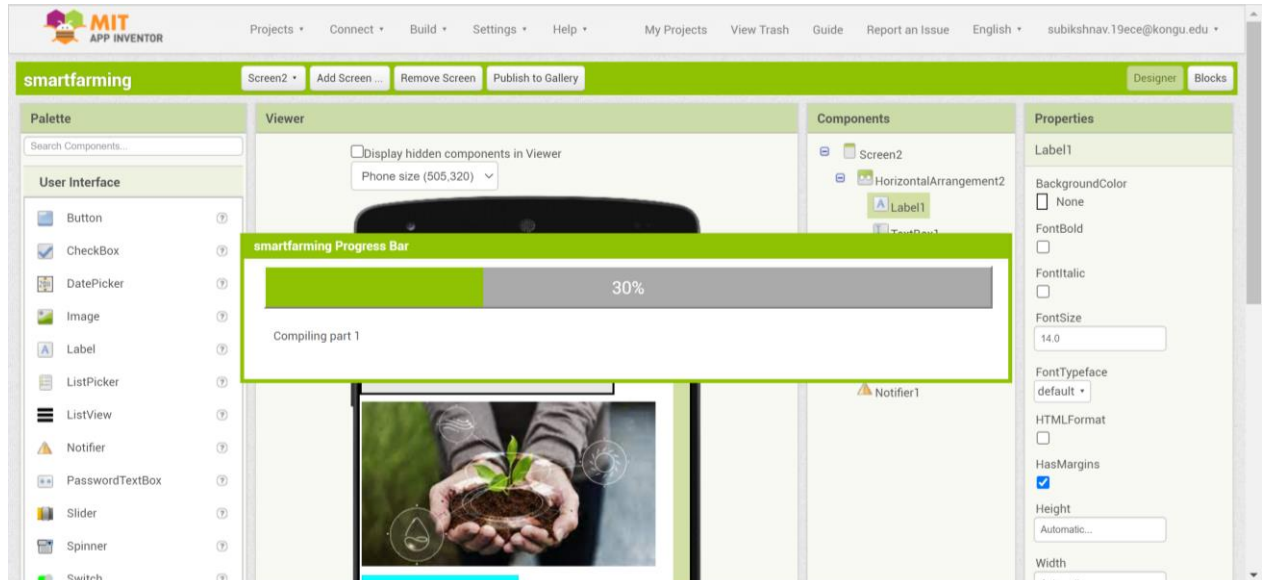 MIT
APP INVENTOR
Projects Connect Build Settings Help My Projects View Trash Guide Report an Issue English subikshnav.19ece@kongu.edu
smartfarming
Screen2 Add Screen ... Remove Screen Publish to Gallery Designer Blocks
Palette
Search Components...
User Interface
Button
CheckBox
DatePicker
Image
Label
ListPicker
ListView
Notifier
PasswordTextBox
Slider
Spinner
Switch
Viewer
Display hidden components in Viewer
Phone size (505,320)
smartfarming Progress Bar
30%
Compiling part 1
Components
Screen2
HorizontalArrangement2
Label1
TextBox1
Notifier1
Properties
Label1
BackgroundColor
None
FontBold
FontItalic
FontSize
14.0
FontTypeface
default
HTMLFormat
HasMargins
Height
Automatic...
Width